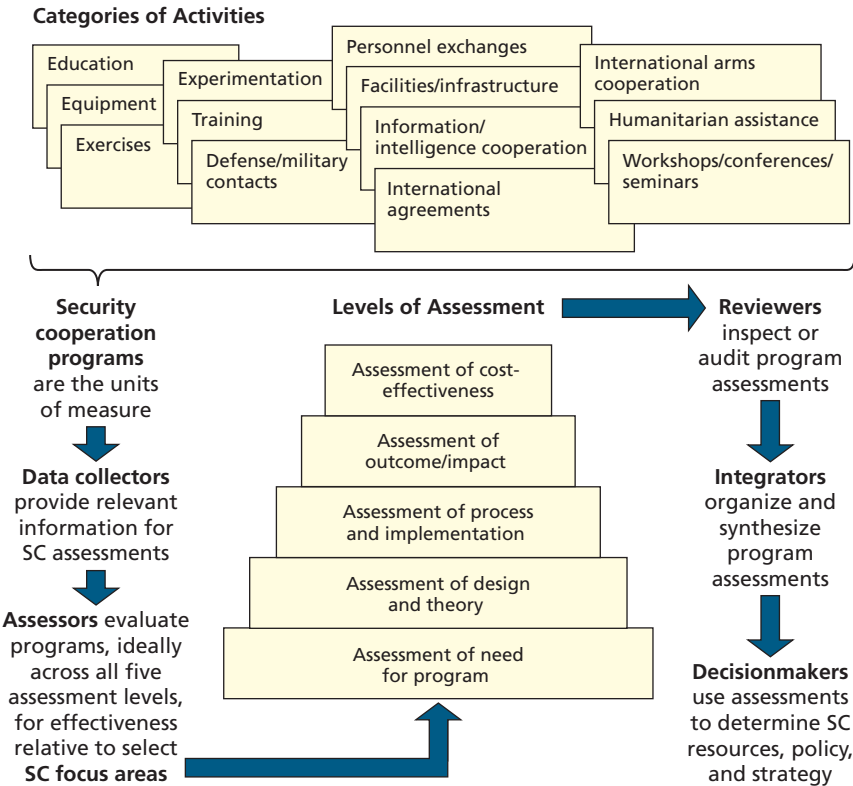 Categories of Activities
Education
Equipment
Exercises
Experimentation
Training
Defense/military
contacts
Personnel exchanges
Facilities/infrastructure
Information/
intelligence cooperation
International
agreements
International arms
cooperation
Humanitarian assistance
Workshops/conferences/
seminars
Security
cooperation
programs
are the units
of measure
Data collectors
provide relevant
information for
SC assessments
Assessors evaluate
programs, ideally
across all five
assessment levels,
for effectiveness
relative to select
SC focus areas
Levels of Assessment
Assessment of cost-
effectiveness
Assessment of
outcome/impact
Assessment of process
and implementation
Assessment of design
and theory
Assessment of need
for program
Reviewers
inspect or
audit program
assessments
Integrators
organize and
synthesize
program
assessments
Decisionmakers
use assessments
to determine SC
resources, policy,
and strategy